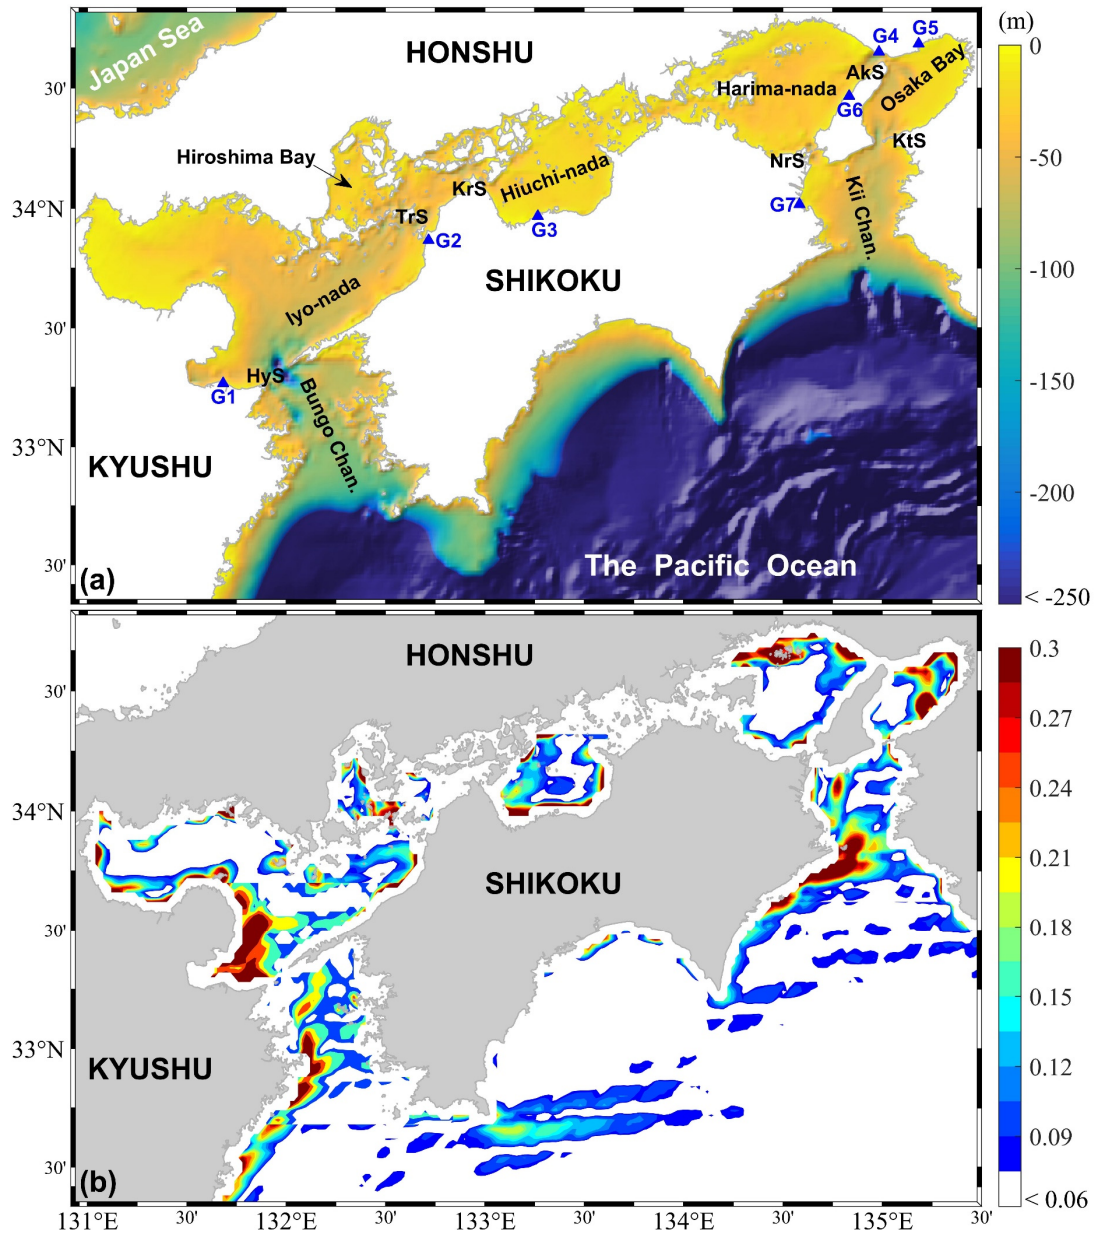 Japan Sea
HONSHU
G4
G5
(m)
0
30'
Harima-nada
AkS
Osaka Bay
G6
Hiroshima Bay
KtS
-50
NrS
KrS
Hiuchi-nada
34°N
TrS
G7
Kii Chan.
G2
G3
SHIKOKU
-100
Iyo-nada
30'
HyS
-150
G1
Bungo Chan.
33°N
KYUSHU
-200
30'
The Pacific Ocean
(a)
< -250
HONSHU
0.3
30'
0.27
0.24
34°N
SHIKOKU
0.21
0.18
30'
0.15
33°N
KYUSHU
0.12
0.09
30'
(b)
< 0.06
131°E
30'
132°E
30'
133°E
30'
134°E
30'
135°E
30'